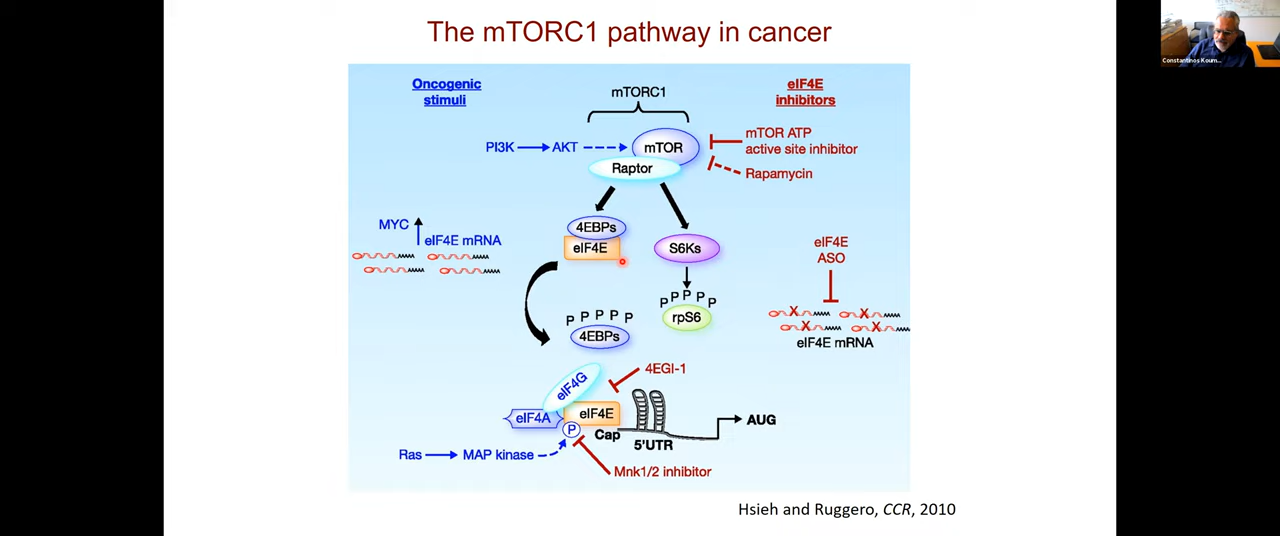 The mTORC1 pathway in cancer
Constantinos Koum...
Oncogenic
stimuli
mTORC1
eIF4E
inhibitors
PI3K
AKT
mTOR
Raptor
mTOR ATP
active site inhibitor
Rapamycin
MYC
eIF4E mRNA
4EBPs
eIF4E
S6Ks
P P P P P
rpS6
eIF4E
ASO
X X
X X
eIF4E mRNA
P P P P P
4EBPs
eIF4G
4EGI-1
eIF4A
eIF4E
P
Cap
5'UTR
AUG
Ras
MAP kinase
Mnk1/2 inhibitor
Hsieh and Ruggero, CCR, 2010